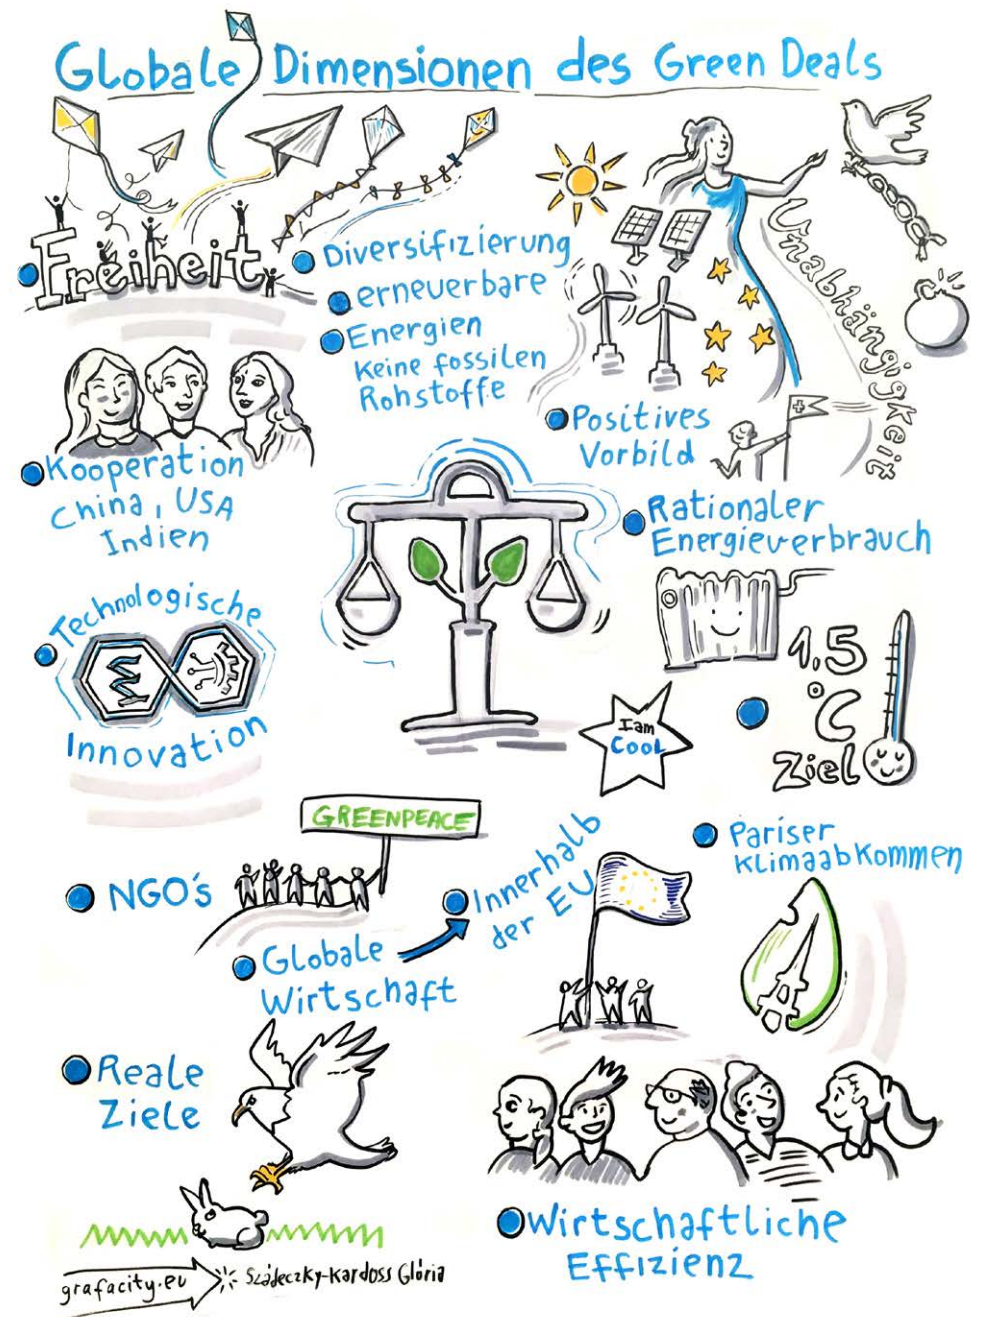 Globale Dimensionen des Green Deals
Freiheit
Diversifizierung
erneuerbare
Energien
Keine fossilen
Rohstoffe
Unabhängigkeit
Positives
Vorbild
Kooperation
China, USA
Indien
Rationaler
Energieverbrauch
Technologische
Innovation
1,5
°C
Ziel
I am
COOL
GREENPEACE
NGO's
Innerhalb
der EU
Pariser
Klimaabkommen
Globale
Wirtschaft
Reale
Ziele
Wirtschaftliche
Effizienz
grafacity.eu
Szádeczky-Kardoss Glória